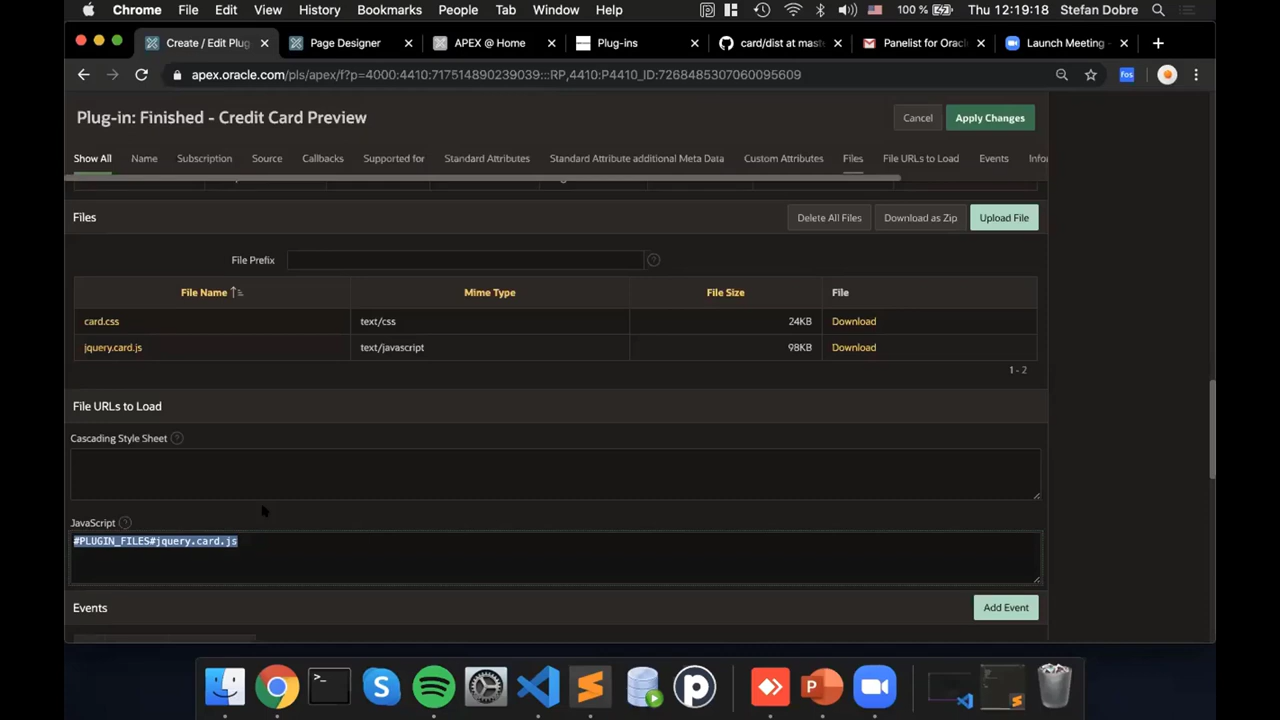 Chrome File Edit View History Bookmarks People Tab Window Help 100 % Thu 12:19:18 Stefan Dobre
Create / Edit Plug Page Designer APEX @ Home Plug-ins card/dist at maste Panelist for Oracle Launch Meeting -
apex.oracle.com/pls/apex/f?p=4000:4410:717514890239039:::RP,4410:P4410_ID:7268485307060095609 fos
Plug-in: Finished - Credit Card Preview Cancel Apply Changes
Show All Name Subscription Source Callbacks Supported for Standard Attributes Standard Attribute additional Meta Data Custom Attributes Files File URLs to Load Events Infor
Files Delete All Files Download as Zip Upload File
File Prefix
File Name Mime Type File Size File
card.css text/css 24KB Download
jquery.card.js text/javascript 98KB Download
1 - 2
File URLs to Load
Cascading Style Sheet
JavaScript
#PLUGIN_FILES#jquery.card.js
Events Add Event